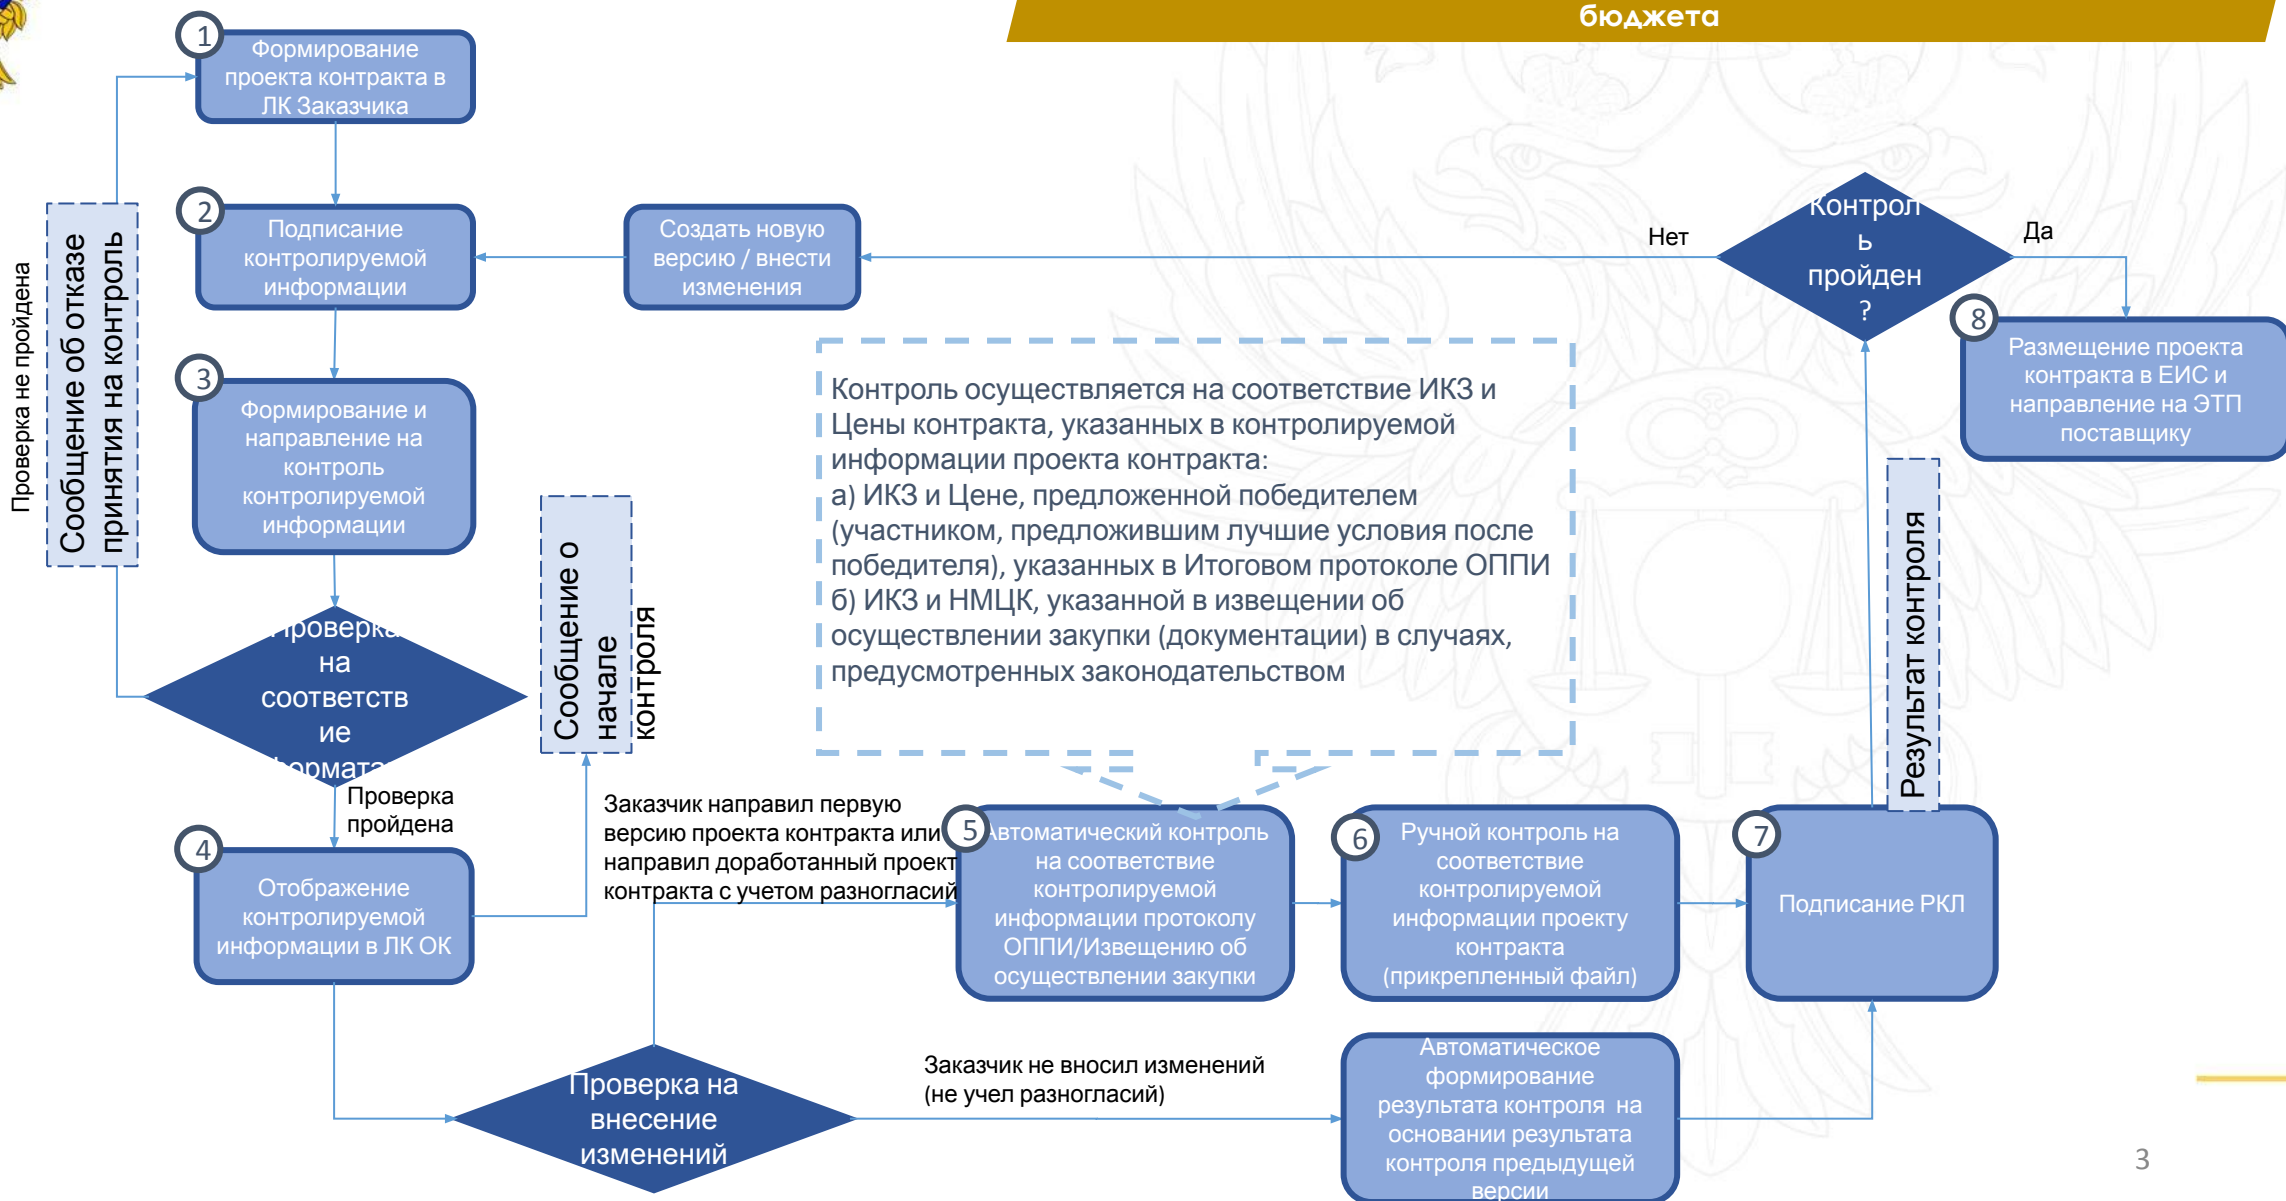 бюджета
1
Формирование
проекта контракта в
ЛК Заказчика
2
Подписание
контролируемой
информации
Создать новую
версию / внести
изменения
Нет
Контрол
ь
пройден
?
Да
8
Размещение проекта
контракта в ЕИС и
направление на ЭТП
поставщику
Проверка не пройдена
Сообщение об отказе
принятия на контроль
3
Формирование и
направление на
контроль
контролируемой
информации
Контроль осуществляется на соответствие ИКЗ и
Цены контракта, указанных в контролируемой
информации проекта контракта:
а) ИКЗ и Цене, предложенной победителем
(участником, предложившим лучшие условия после
победителя), указанных в Итоговом протоколе ОППИ
б) ИКЗ и НМЦК, указанной в извещении об
осуществлении закупки (документации) в случаях,
предусмотренных законодательством
Проверка
на
соответств
ие
формата
Проверка
пройдена
Сообщение о
начале
контроля
Результат контроля
4
Отображение
контролируемой
информации в ЛК ОК
Заказчик направил первую
версию проекта контракта или
направил доработанный проект
контракта с учетом разногласий
5
Автоматический контроль
на соответствие
контролируемой
информации протоколу
ОППИ/Извещению об
осуществлении закупки
6
Ручной контроль на
соответствие
контролируемой
информации проекту
контракта
(прикрепленный файл)
7
Подписание РКЛ
Проверка на
внесение
изменений
Заказчик не вносил изменений
(не учел разногласий)
Автоматическое
формирование
результата контроля на
основании результата
контроля предыдущей
версии
3